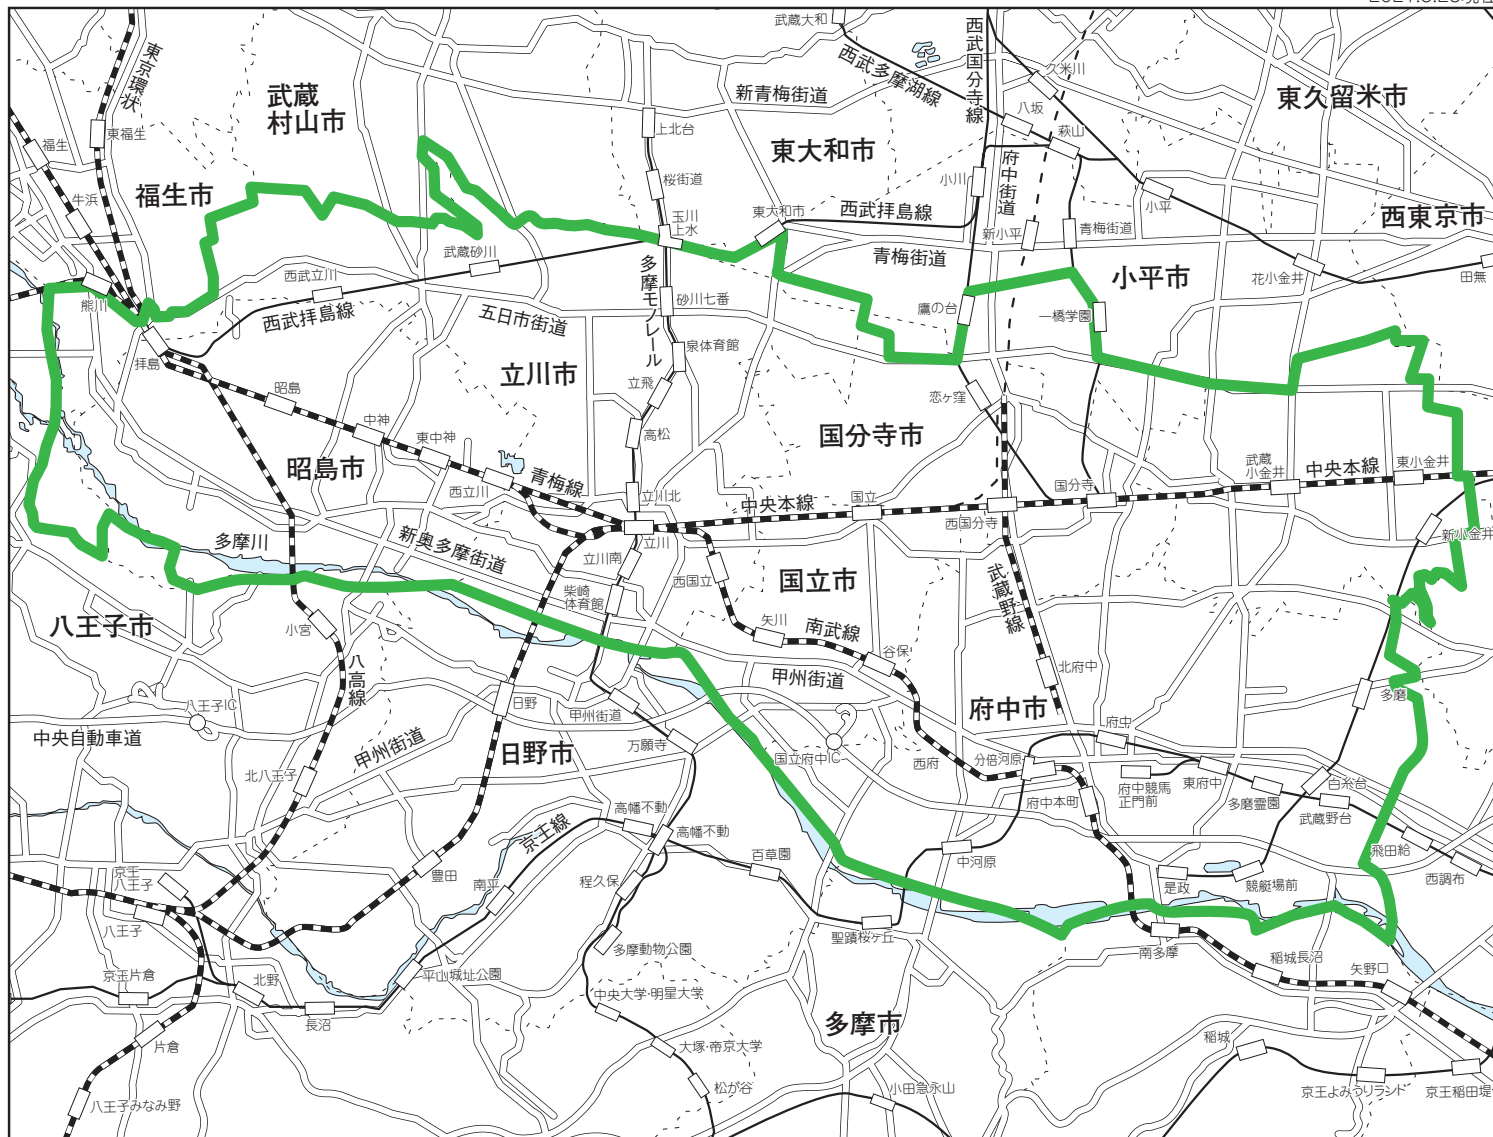 武蔵大和
西武国分寺線
東京環状
西武多摩湖線
久米川
武蔵
村山市
新青梅街道
東久留米市
八坂
福生
東福生
上北台
萩山
東大和市
府中街道
福生市
牛浜
桜街道
小川
小平
玉川
上水
東大和市
西武拝島線
西東京市
新小平
青梅街道
武蔵砂川
青梅街道
小平市
花小金井
田無
西武立川
多摩モノレール
熊川
砂川七番
鷹の台
一橋学園
西武拝島線
五日市街道
拝島
泉体育館
立川市
立飛
昭島
恋ヶ窪
中神
高松
国分寺市
東中神
昭島市
武蔵
小金井
中央本線
東小金井
西立川
青梅線
立川北
中央本線
国立
国分寺
西国分寺
立川
新小金井
多摩川
新奥多摩街道
立川南
西国立
国立市
武蔵野線
柴崎
体育館
八王子市
小宮
矢川
南武線
谷保
八高線
甲州街道
北府中
多磨
八王子IC
日野
甲州街道
府中市
府中
中央自動車道
甲州街道
日野市
万願寺
国立府中IC
西府
分倍河原
北八王子
府中競馬
正門前
東府中
白糸台
多磨霊園
高幡不動
府中本町
武蔵野台
京王線
高幡不動
百草園
中河原
飛田給
京王
八王子
豊田
南平
程久保
是政
競艇場前
西調布
八王子
聖蹟桜ヶ丘
多摩動物公園
南多摩
稲城長沼
矢野口
京王片倉
北野
平山城址公園
中央大学・明星大学
長沼
多摩市
片倉
大塚・帝京大学
稲城
松が谷
小田急永山
京王よみうりランド
京王稲田堤
八王子みなみ野